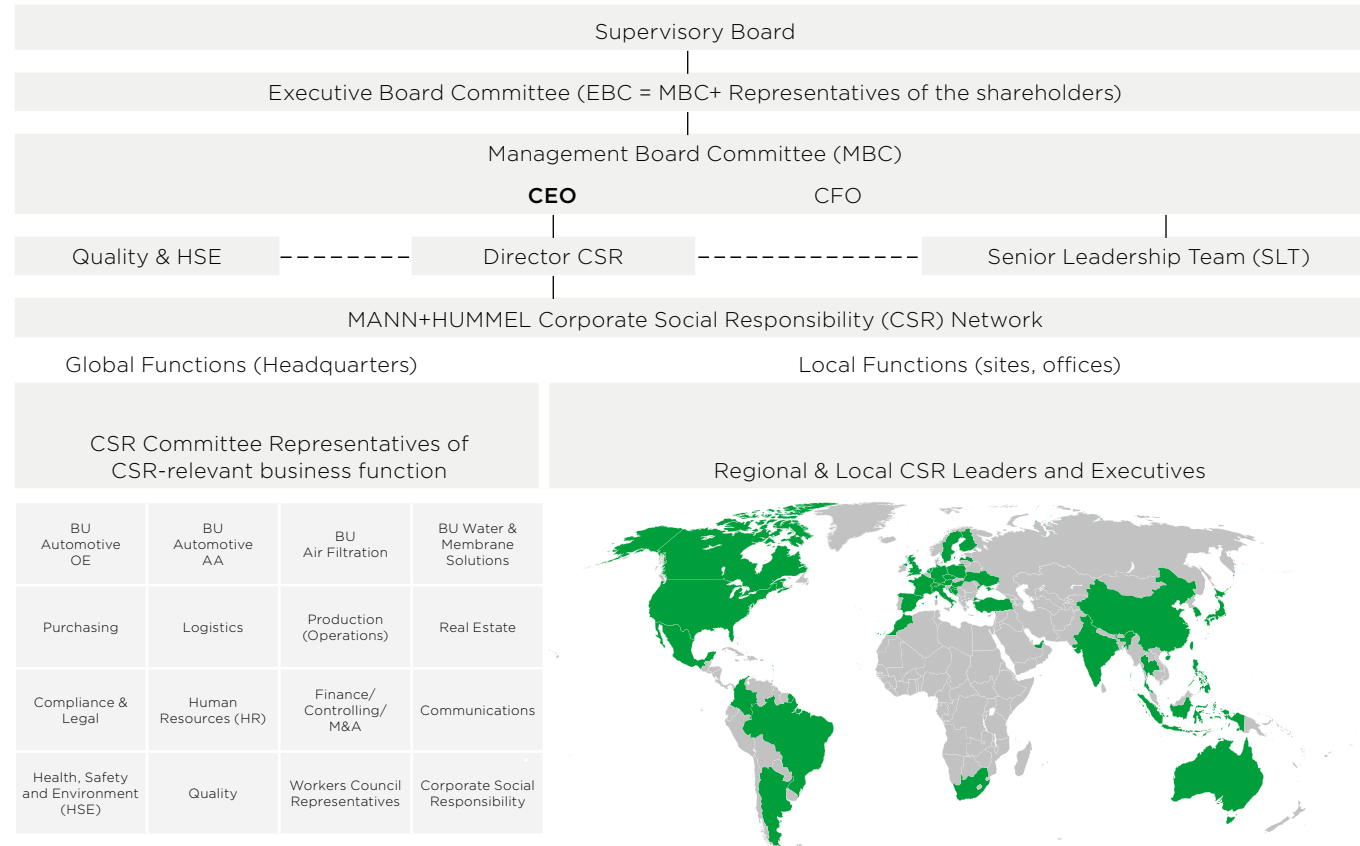 Supervisory Board
Executive Board Committee (EBC = MBC+ Representatives of the shareholders)
Management Board Committee (MBC)
CEO
CFO
Quality & HSE
Director CSR
Senior Leadership Team (SLT)
MANN+HUMMEL Corporate Social Responsibility (CSR) Network
Global Functions (Headquarters)
Local Functions (sites, offices)
CSR Committee Representatives of
CSR-relevant business function
Regional & Local CSR Leaders and Executives
BU
Automotive
OE
BU
Automotive
AA
BU
Air Filtration
BU Water &
Membrane
Solutions
Purchasing
Logistics
Production
(Operations)
Real Estate
Compliance &
Legal
Human
Resources (HR)
Finance/
Controlling/
M&A
Communications
Health, Safety
and Environment
(HSE)
Quality
Workers Council
Representatives
Corporate Social
Responsibility